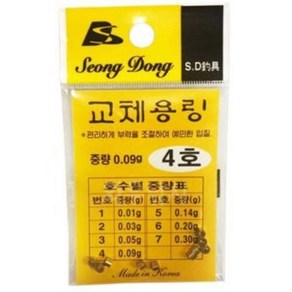 Seong Dong
S.D釣具
교체용링
*편리하게 부력을 조절하여 예민한 입질.
중량 0.09g 4호
호수별 중량표
번호 중량(g) 번호 중량(g)
1 0.01g 5 0.14g
2 0.03g 6 0.20g
3 0.05g 7 0.30g
4 0.09g
Made in Korea